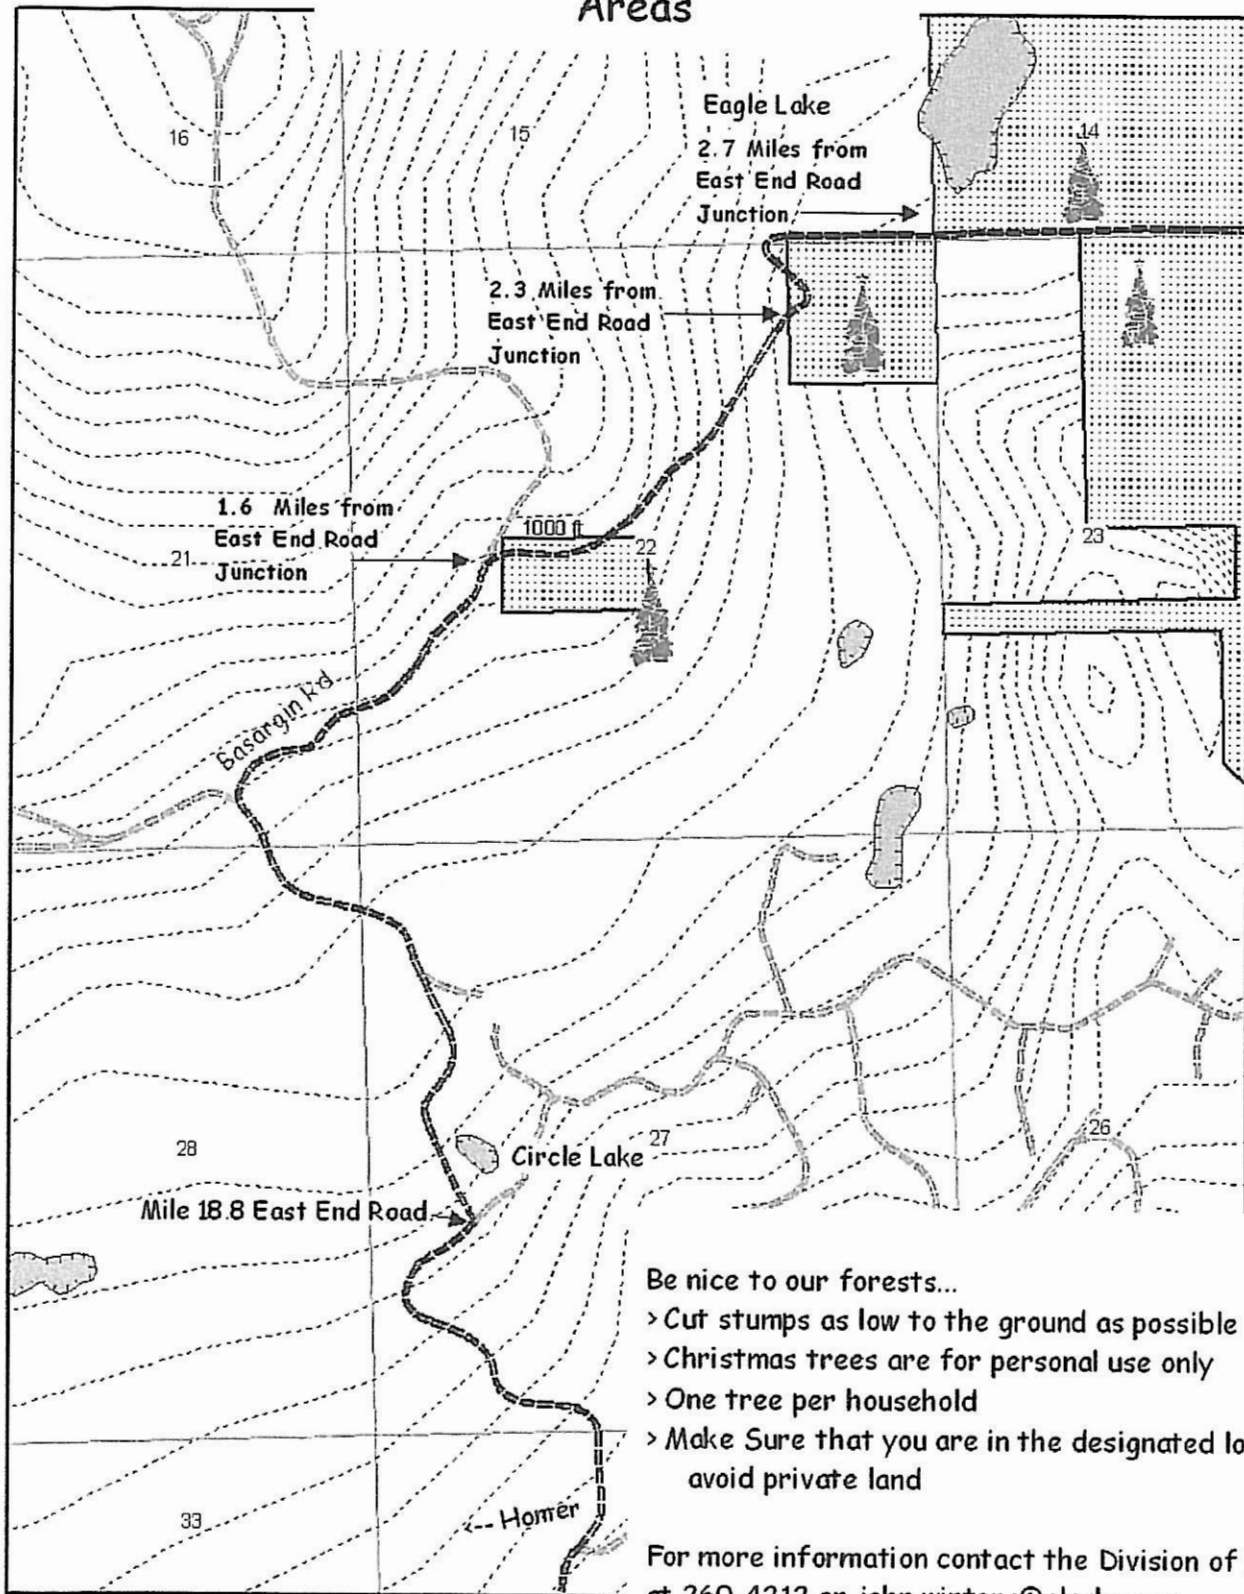 Areas
16
15
Eagle Lake
14
2.7 Miles from
East End Road
Junction
2.3 Miles from
East End Road
Junction
1.6 Miles from
East End Road
Junction
21
1000 ft
22
23
Basargin Rd
28
Circle Lake
27
26
Mile 18.8 East End Road
33
<-- Homer
Be nice to our forests...
> Cut stumps as low to the ground as possible
> Christmas trees are for personal use only
> One tree per household
> Make Sure that you are in the designated lo
avoid private land
For more information contact the Division of